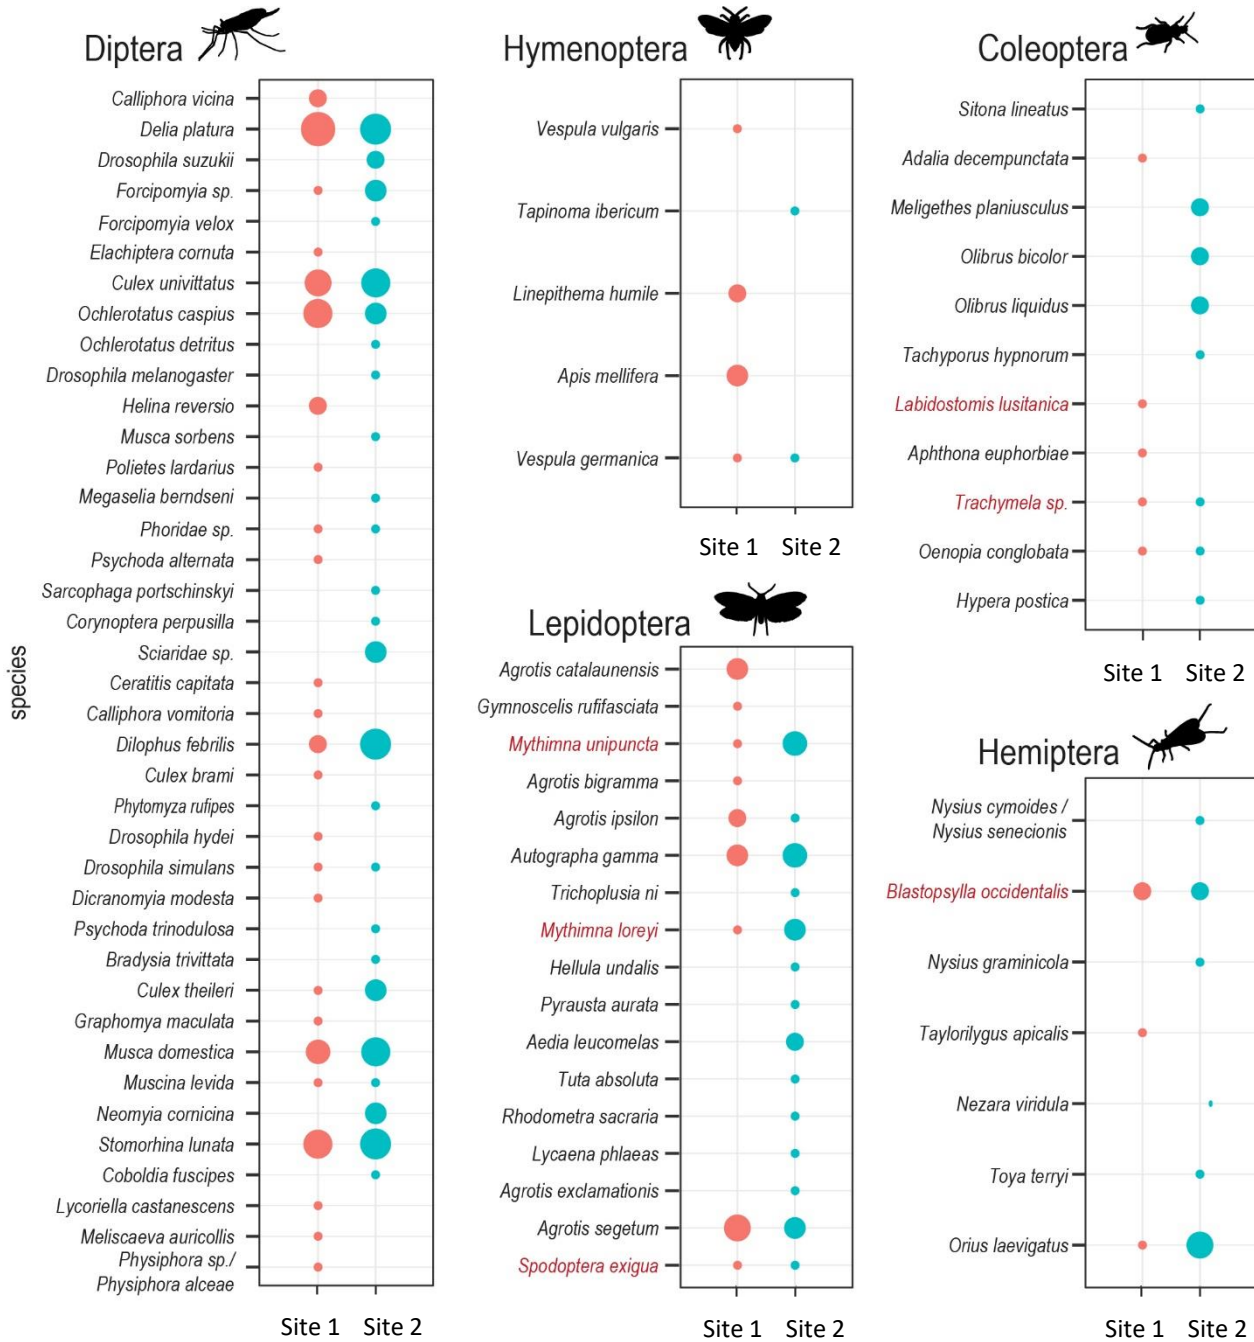 Diptera
Calliphora vicina
Delia platura
Drosophila suzukii
Forcipomyia sp.
Forcipomyia velox
Elachiptera cornuta
Culex univittatus
Ochlerotatus caspius
Ochlerotatus detritus
Drosophila melanogaster
Helina reversio
Musca sorbens
Polietes lardarius
Megaselia berndseni
Phoridae sp.
Psychoda alternata
Sarcophaga portschinskyi
Corynoptera perpusilla
Sciaridae sp.
Ceratitis capitata
Calliphora vomitoria
Dilophus febrilis
Culex brami
Phytomyza rufipes
Drosophila hydei
Drosophila simulans
Dicranomyia modesta
Psychoda trinodulosa
Bradysia trivittata
Culex theileri
Graphomya maculata
Musca domestica
Muscina levida
Neomyia cornicina
Stomorhina lunata
Coboldia fuscipes
Lycoriella castanescens
Meliscaeva auricollis
Physiphora sp./
Physiphora alceae
species
Site 1 Site 2
Hymenoptera
Vespula vulgaris
Tapinoma ibericum
Linepithema humile
Apis mellifera
Vespula germanica
Site 1 Site 2
Lepidoptera
Agrotis catalaunensis
Gymnoscelis rufifasciata
Mythimna unipuncta
Agrotis bigramma
Agrotis ipsilon
Autographa gamma
Trichoplusia ni
Mythimna loreyi
Hellula undalis
Pyrausta aurata
Aedia leucomelas
Tuta absoluta
Rhodometra sacraria
Lycaena phlaeas
Agrotis exclamationis
Agrotis segetum
Spodoptera exigua
Site 1 Site 2
Coleoptera
Sitona lineatus
Adalia decempunctata
Meligethes planiusculus
Olibrus bicolor
Olibrus liquidus
Tachyporus hypnorum
Labidostomis lusitanica
Aphthona euphorbiae
Trachymela sp.
Oenopia conglobata
Hypera postica
Site 1 Site 2
Hemiptera
Nysius cymoides /
Nysius senecionis
Blastopsylla occidentalis
Nysius graminicola
Taylorilygus apicalis
Nezara viridula
Toya terryi
Orius laevigatus
Site 1 Site 2